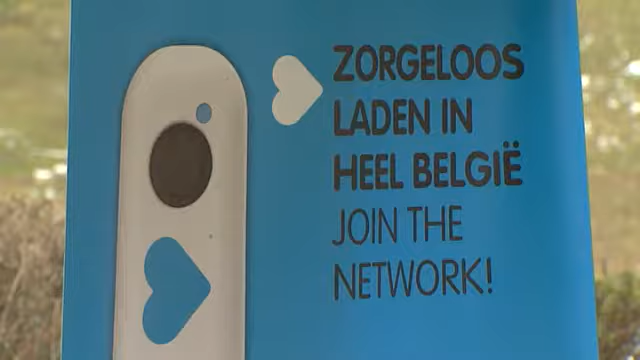 ZORGELOOS
LADEN IN
HEEL BELGIË
JOIN THE
NETWORK!